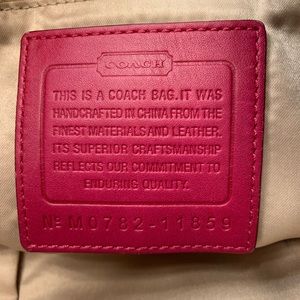 COACH
THIS IS A COACH BAG. IT WAS
HANDCRAFTED IN CHINA FROM THE
FINEST MATERIALS AND LEATHER.
ITS SUPERIOR CRAFTSMANSHIP
REFLECTS OUR COMMITMENT TO
ENDURING QUALITY.
Nº M0782-11859